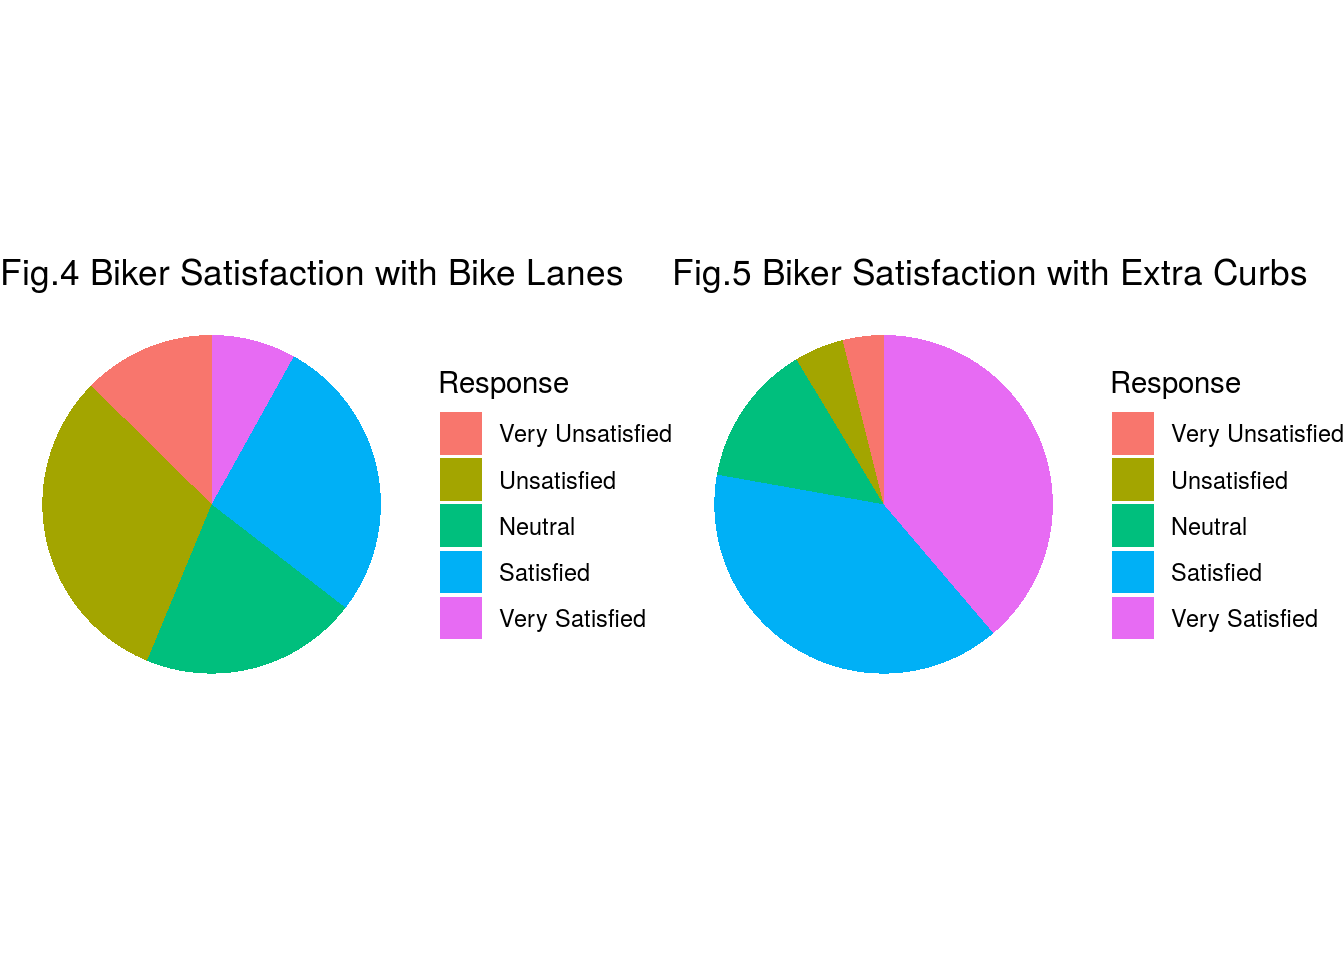 Fig.4 Biker Satisfaction with Bike Lanes
Response
Very Unsatisfied
Unsatisfied
Neutral
Satisfied
Very Satisfied
Fig.5 Biker Satisfaction with Extra Curbs
Response
Very Unsatisfied
Unsatisfied
Neutral
Satisfied
Very Satisfied